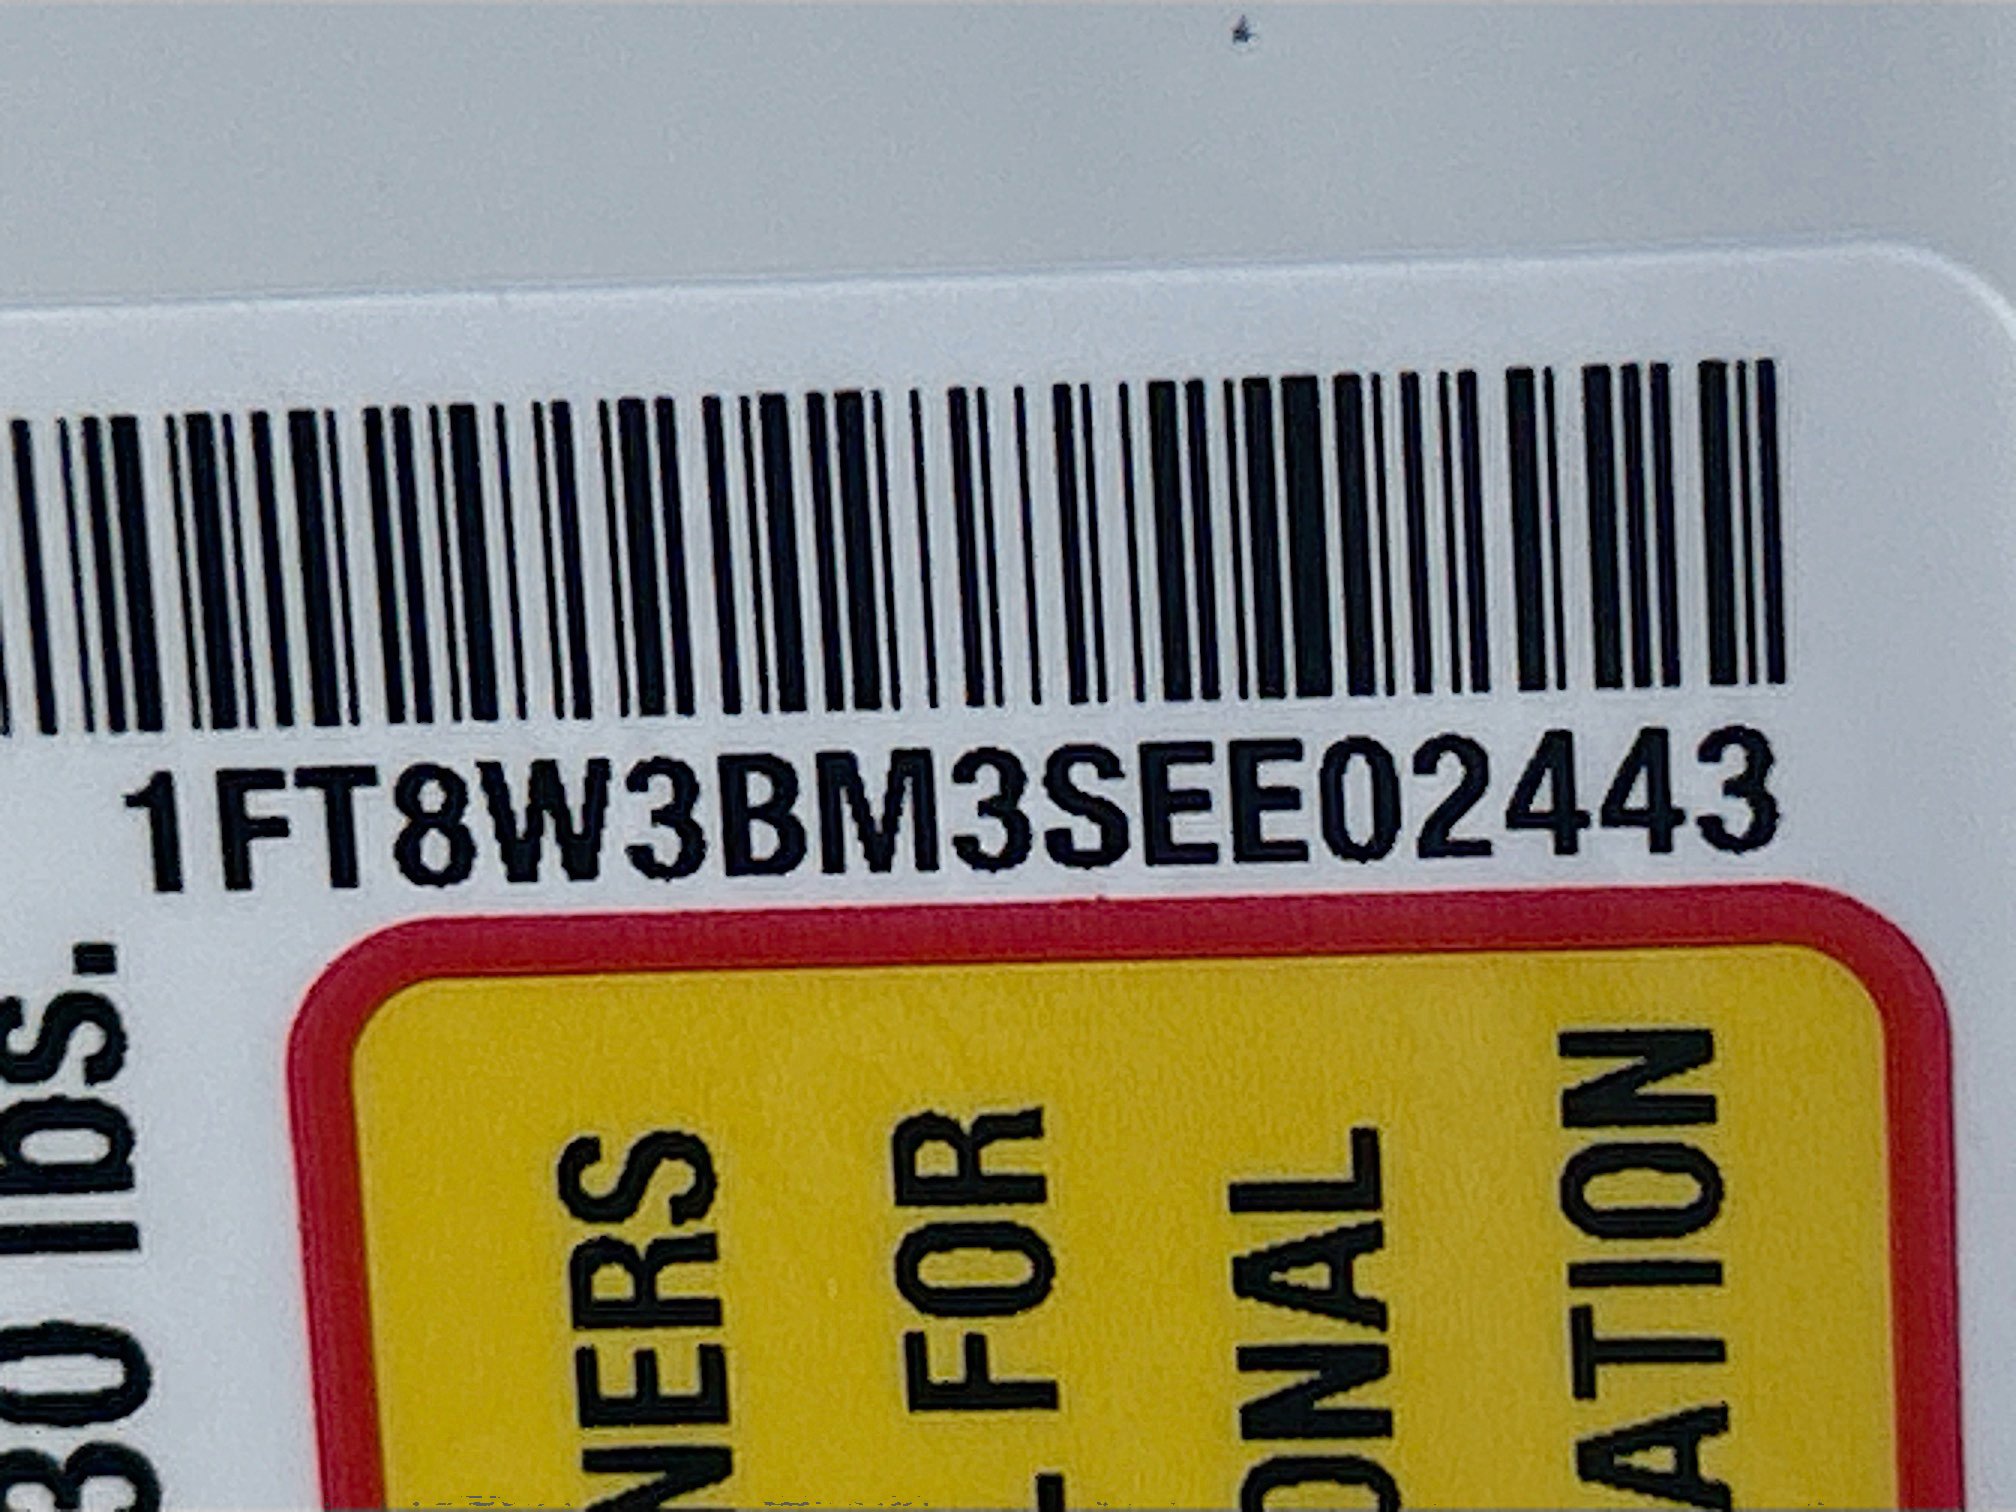 1FT8W3BM3SEE02443
30 lbs.
NERS
FOR
ONAL
ATION